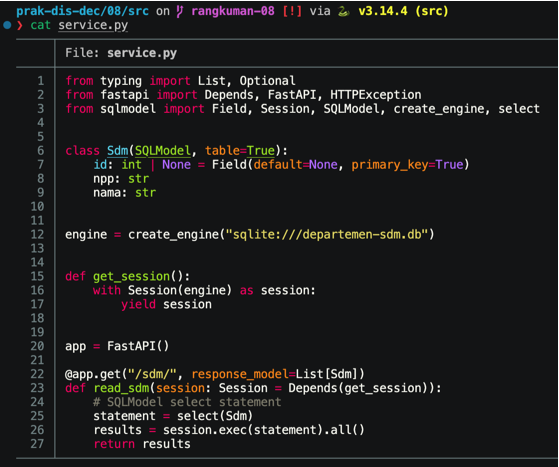 prak-dis-dec/08/src on rangkuman-08 [!] via v3.14.4 (src)
❯ cat service.py
File: service.py
1 from typing import List, Optional
2 from fastapi import Depends, FastAPI, HTTPException
3 from sqlmodel import Field, Session, SQLModel, create_engine, select
4
5
6 class Sdm(SQLModel, table=True):
7     id: int | None = Field(default=None, primary_key=True)
8     npp: str
9     nama: str
10
11
12 engine = create_engine("sqlite:///departemen-sdm.db")
13
14
15 def get_session():
16     with Session(engine) as session:
17         yield session
18
19
20 app = FastAPI()
21
22 @app.get("/sdm/", response_model=List[Sdm])
23 def read_sdm(session: Session = Depends(get_session)):
24     # SQLModel select statement
25     statement = select(Sdm)
26     results = session.exec(statement).all()
27     return results